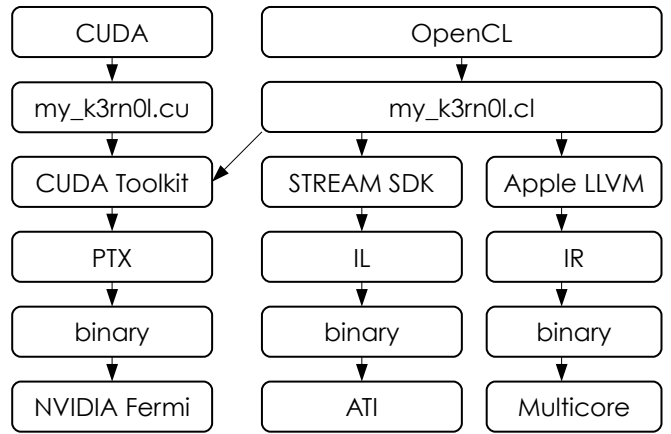 CUDA
OpenCL
my_k3rn0l.cu
my_k3rn0l.cl
CUDA Toolkit
STREAM SDK
Apple LLVM
PTX
IL
IR
binary
binary
binary
NVIDIA Fermi
ATI
Multicore